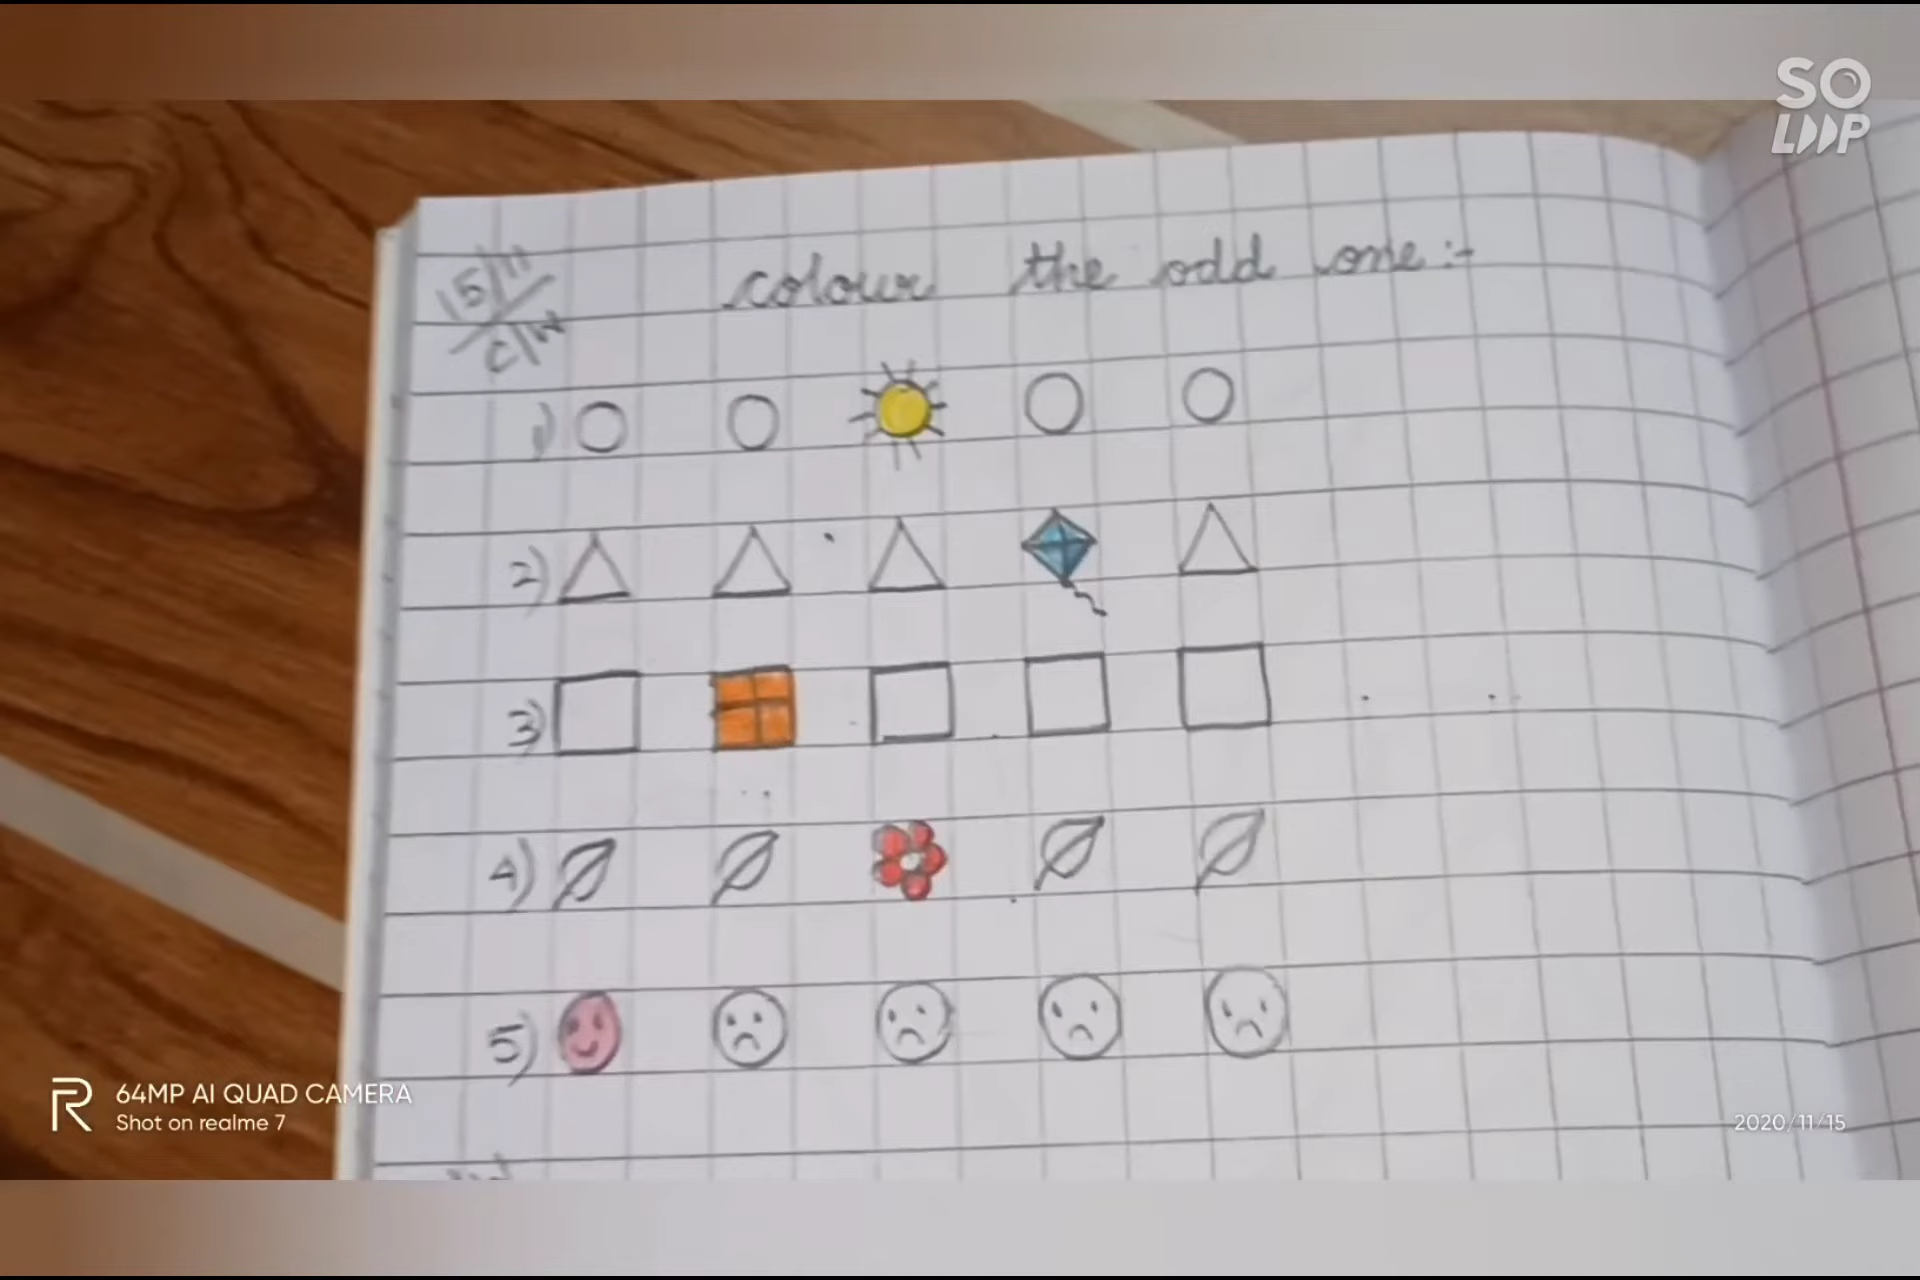 SO
LOOP
15/11
C/W
colour the odd one :-
1)
2)
3)
4)
5)
R 64MP AI QUAD CAMERA
Shot on realme 7
2020/11/15